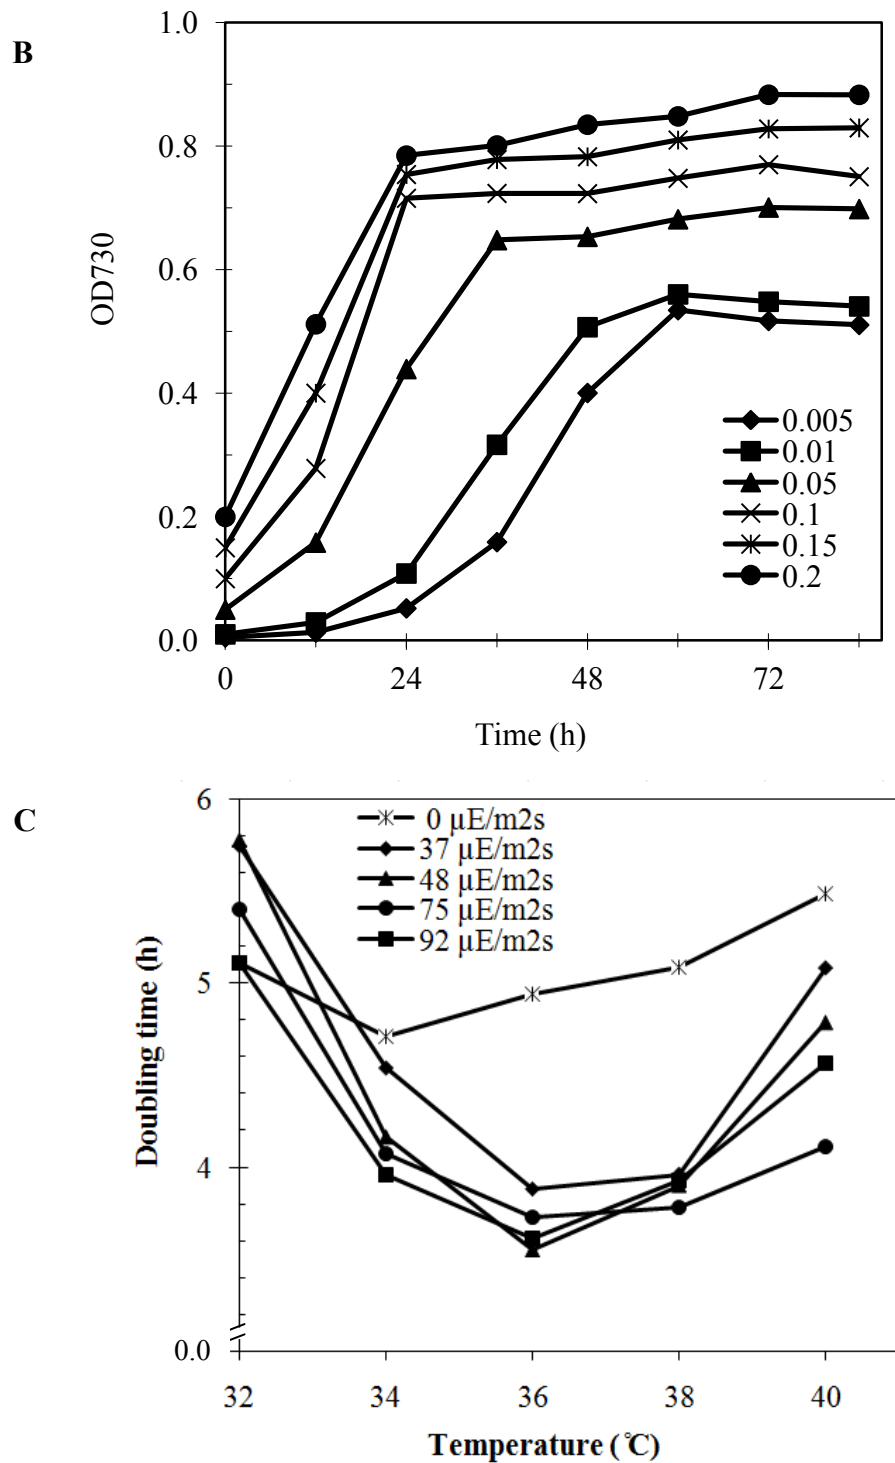 B
1.0
0.8
0.6
0.4
0.2
0.0
OD730
0.005
0.01
0.05
0.1
0.15
0.2
0 24 48 72
Time (h)
C
6
5
4
0.0
Doubling time (h)
0 µE/m2s
37 µE/m2s
48 µE/m2s
75 µE/m2s
92 µE/m2s
32 34 36 38 40
Temperature (℃)